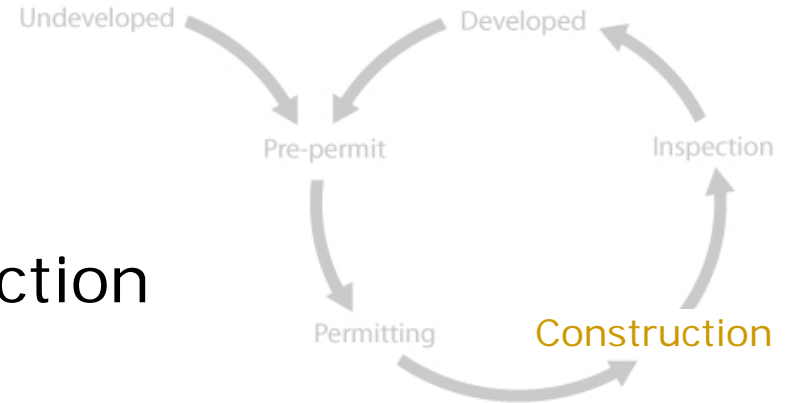 Undeveloped
Developed
Pre-permit
Inspection
ction
Permitting
Construction